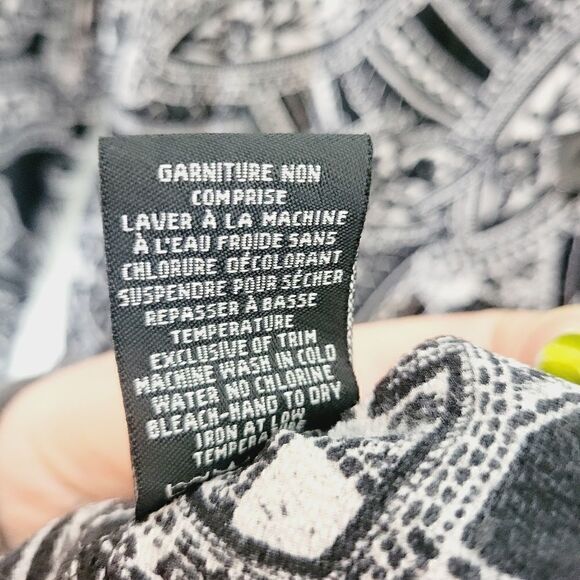 GARNITURE NON
COMPRISE
LAVER À LA MACHINE
À L'EAU FROIDE SANS
CHLORURE DÉCOLORANT
SUSPENDRE POUR SÉCHER
REPASSER À BASSE
TEMPERATURE
EXCLUSIVE OF TRIM
MACHINE WASH IN COLD
WATER NO CHLORINE
BLEACH-HANG TO DRY
IRON AT LOW
TEMPERATURE